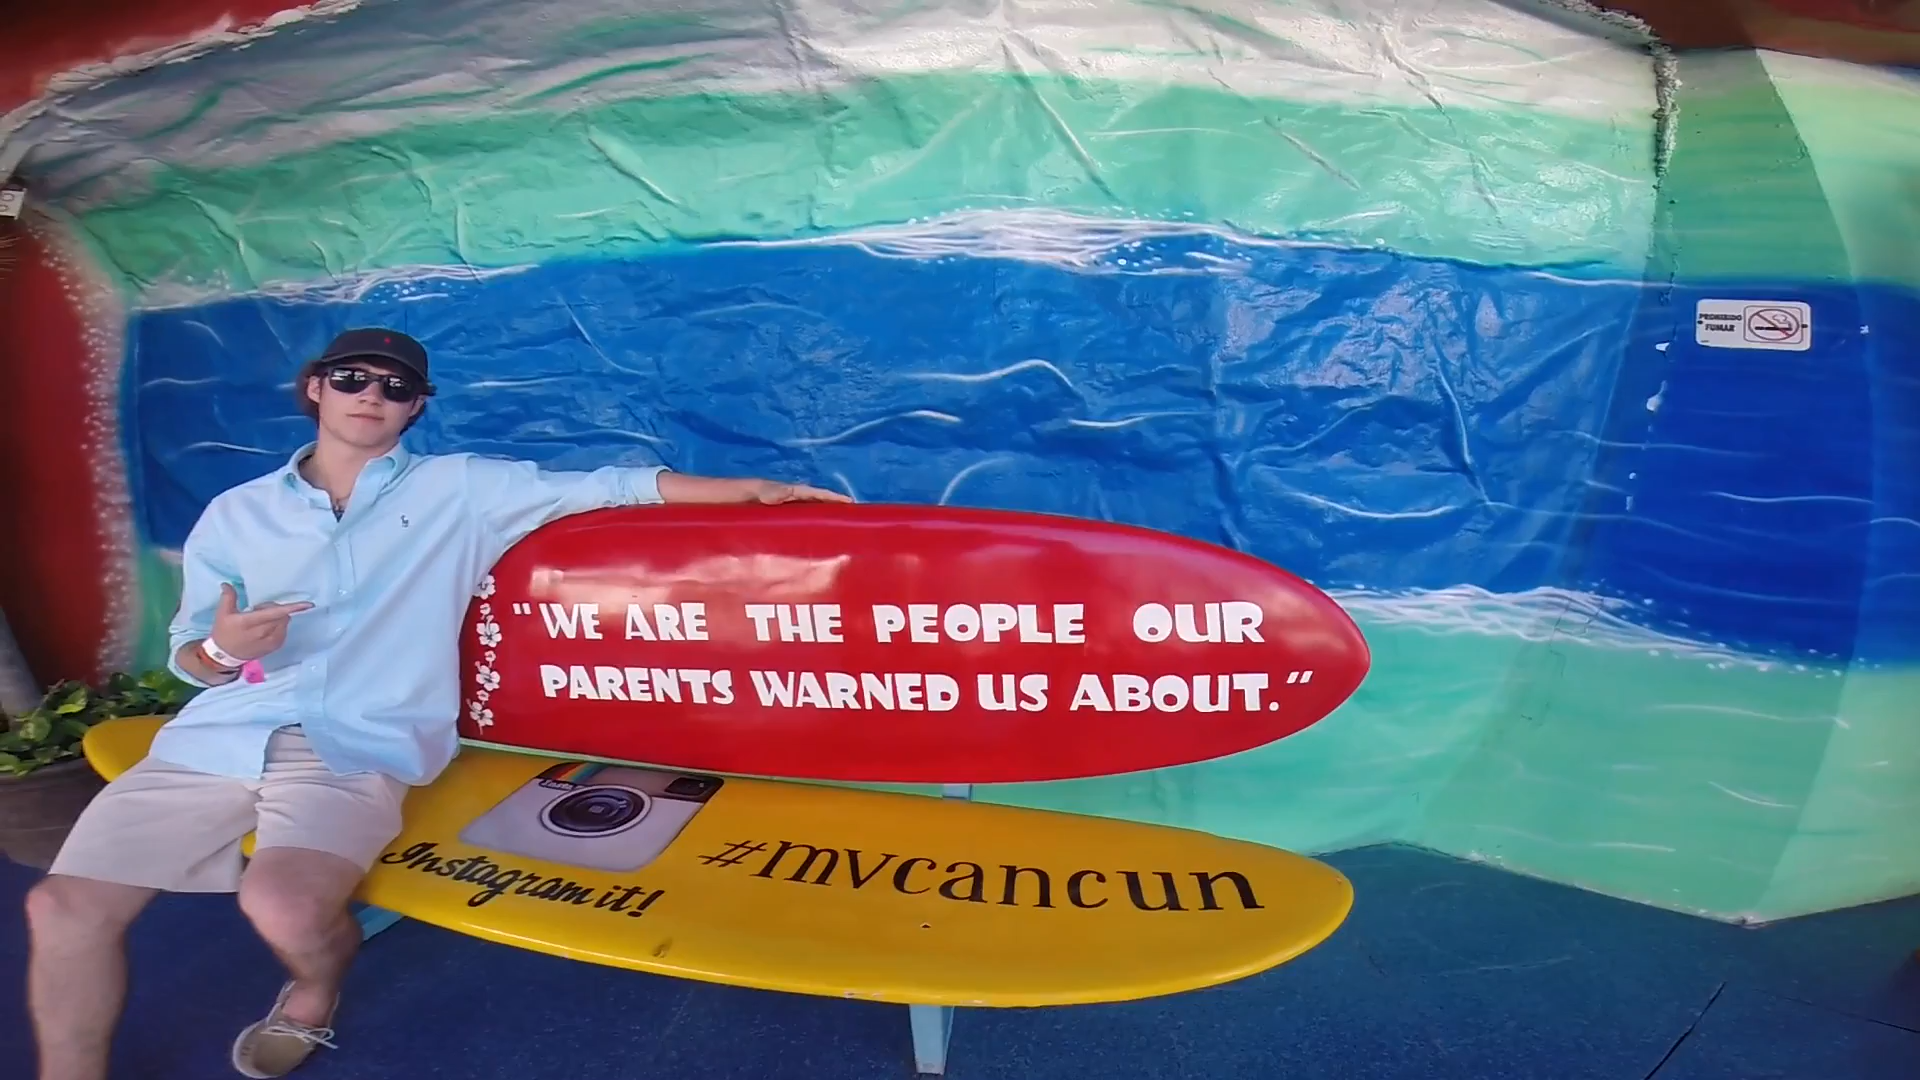 PROHIBIDO
FUMAR
"WE ARE THE PEOPLE OUR
PARENTS WARNED US ABOUT."
Instagram it!
#mvcancun